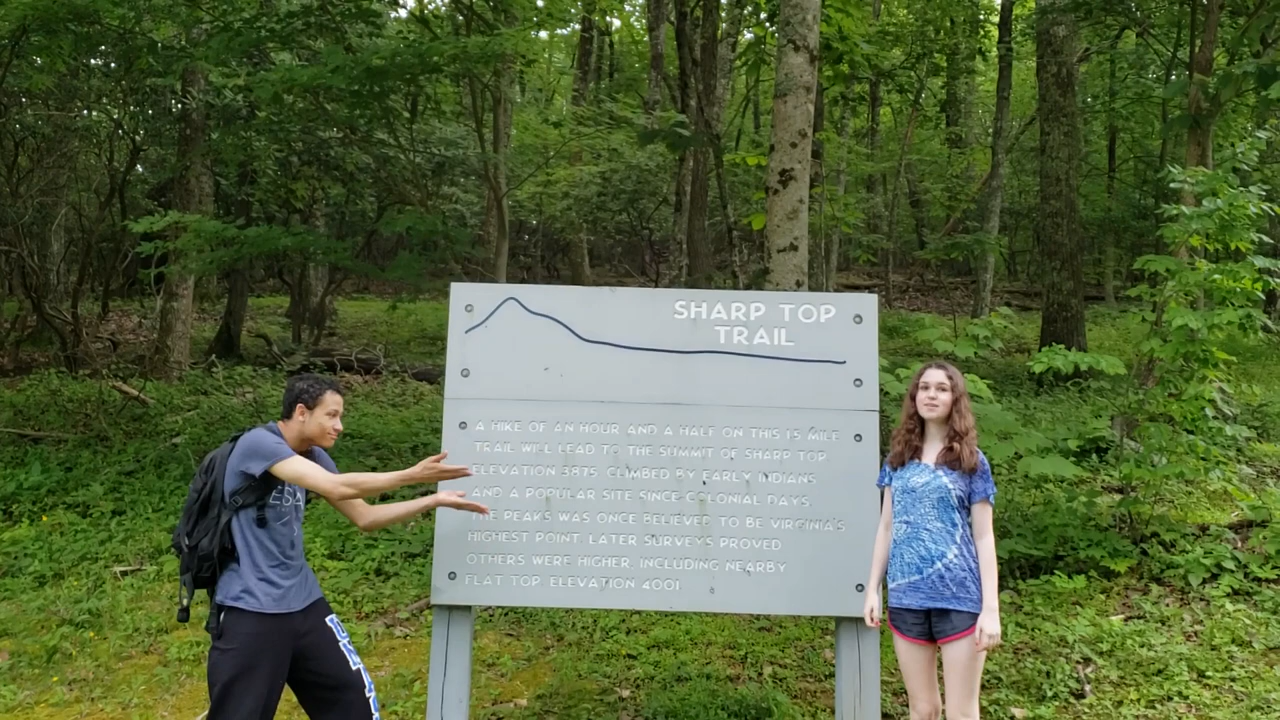 SHARP TOP
TRAIL
A HIKE OF AN HOUR AND A HALF ON THIS 1.5 MILE
TRAIL WILL LEAD TO THE SUMMIT OF SHARP TOP,
ELEVATION 3875. CLIMBED BY EARLY INDIANS
AND A POPULAR SITE SINCE COLONIAL DAYS,
THE PEAKS WAS ONCE BELIEVED TO BE VIRGINIA'S
HIGHEST POINT. LATER SURVEYS PROVED
OTHERS WERE HIGHER, INCLUDING NEARBY
FLAT TOP, ELEVATION 4001.